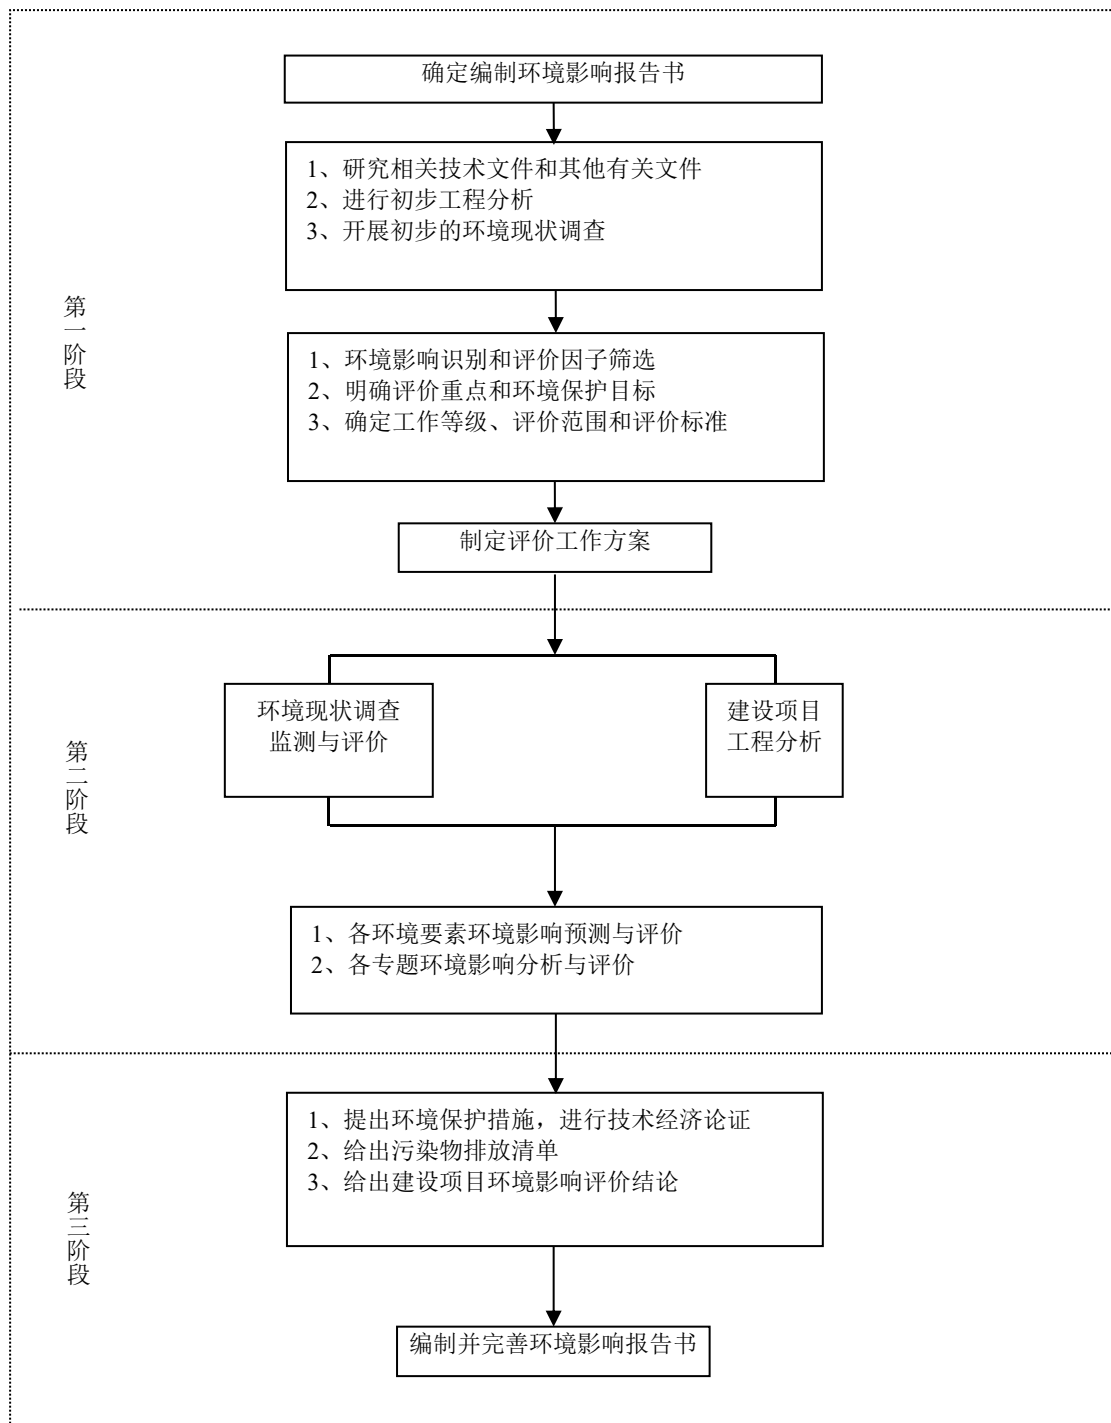 确定编制环境影响报告书
1、研究相关技术文件和其他有关文件
2、进行初步工程分析
3、开展初步的环境现状调查
第一阶段
1、环境影响识别和评价因子筛选
2、明确评价重点和环境保护目标
3、确定工作等级、评价范围和评价标准
制定评价工作方案
第二阶段
环境现状调查
监测与评价
建设项目
工程分析
1、各环境要素环境影响预测与评价
2、各专题环境影响分析与评价
第三阶段
1、提出环境保护措施，进行技术经济论证
2、给出污染物排放清单
3、给出建设项目环境影响评价结论
编制并完善环境影响报告书